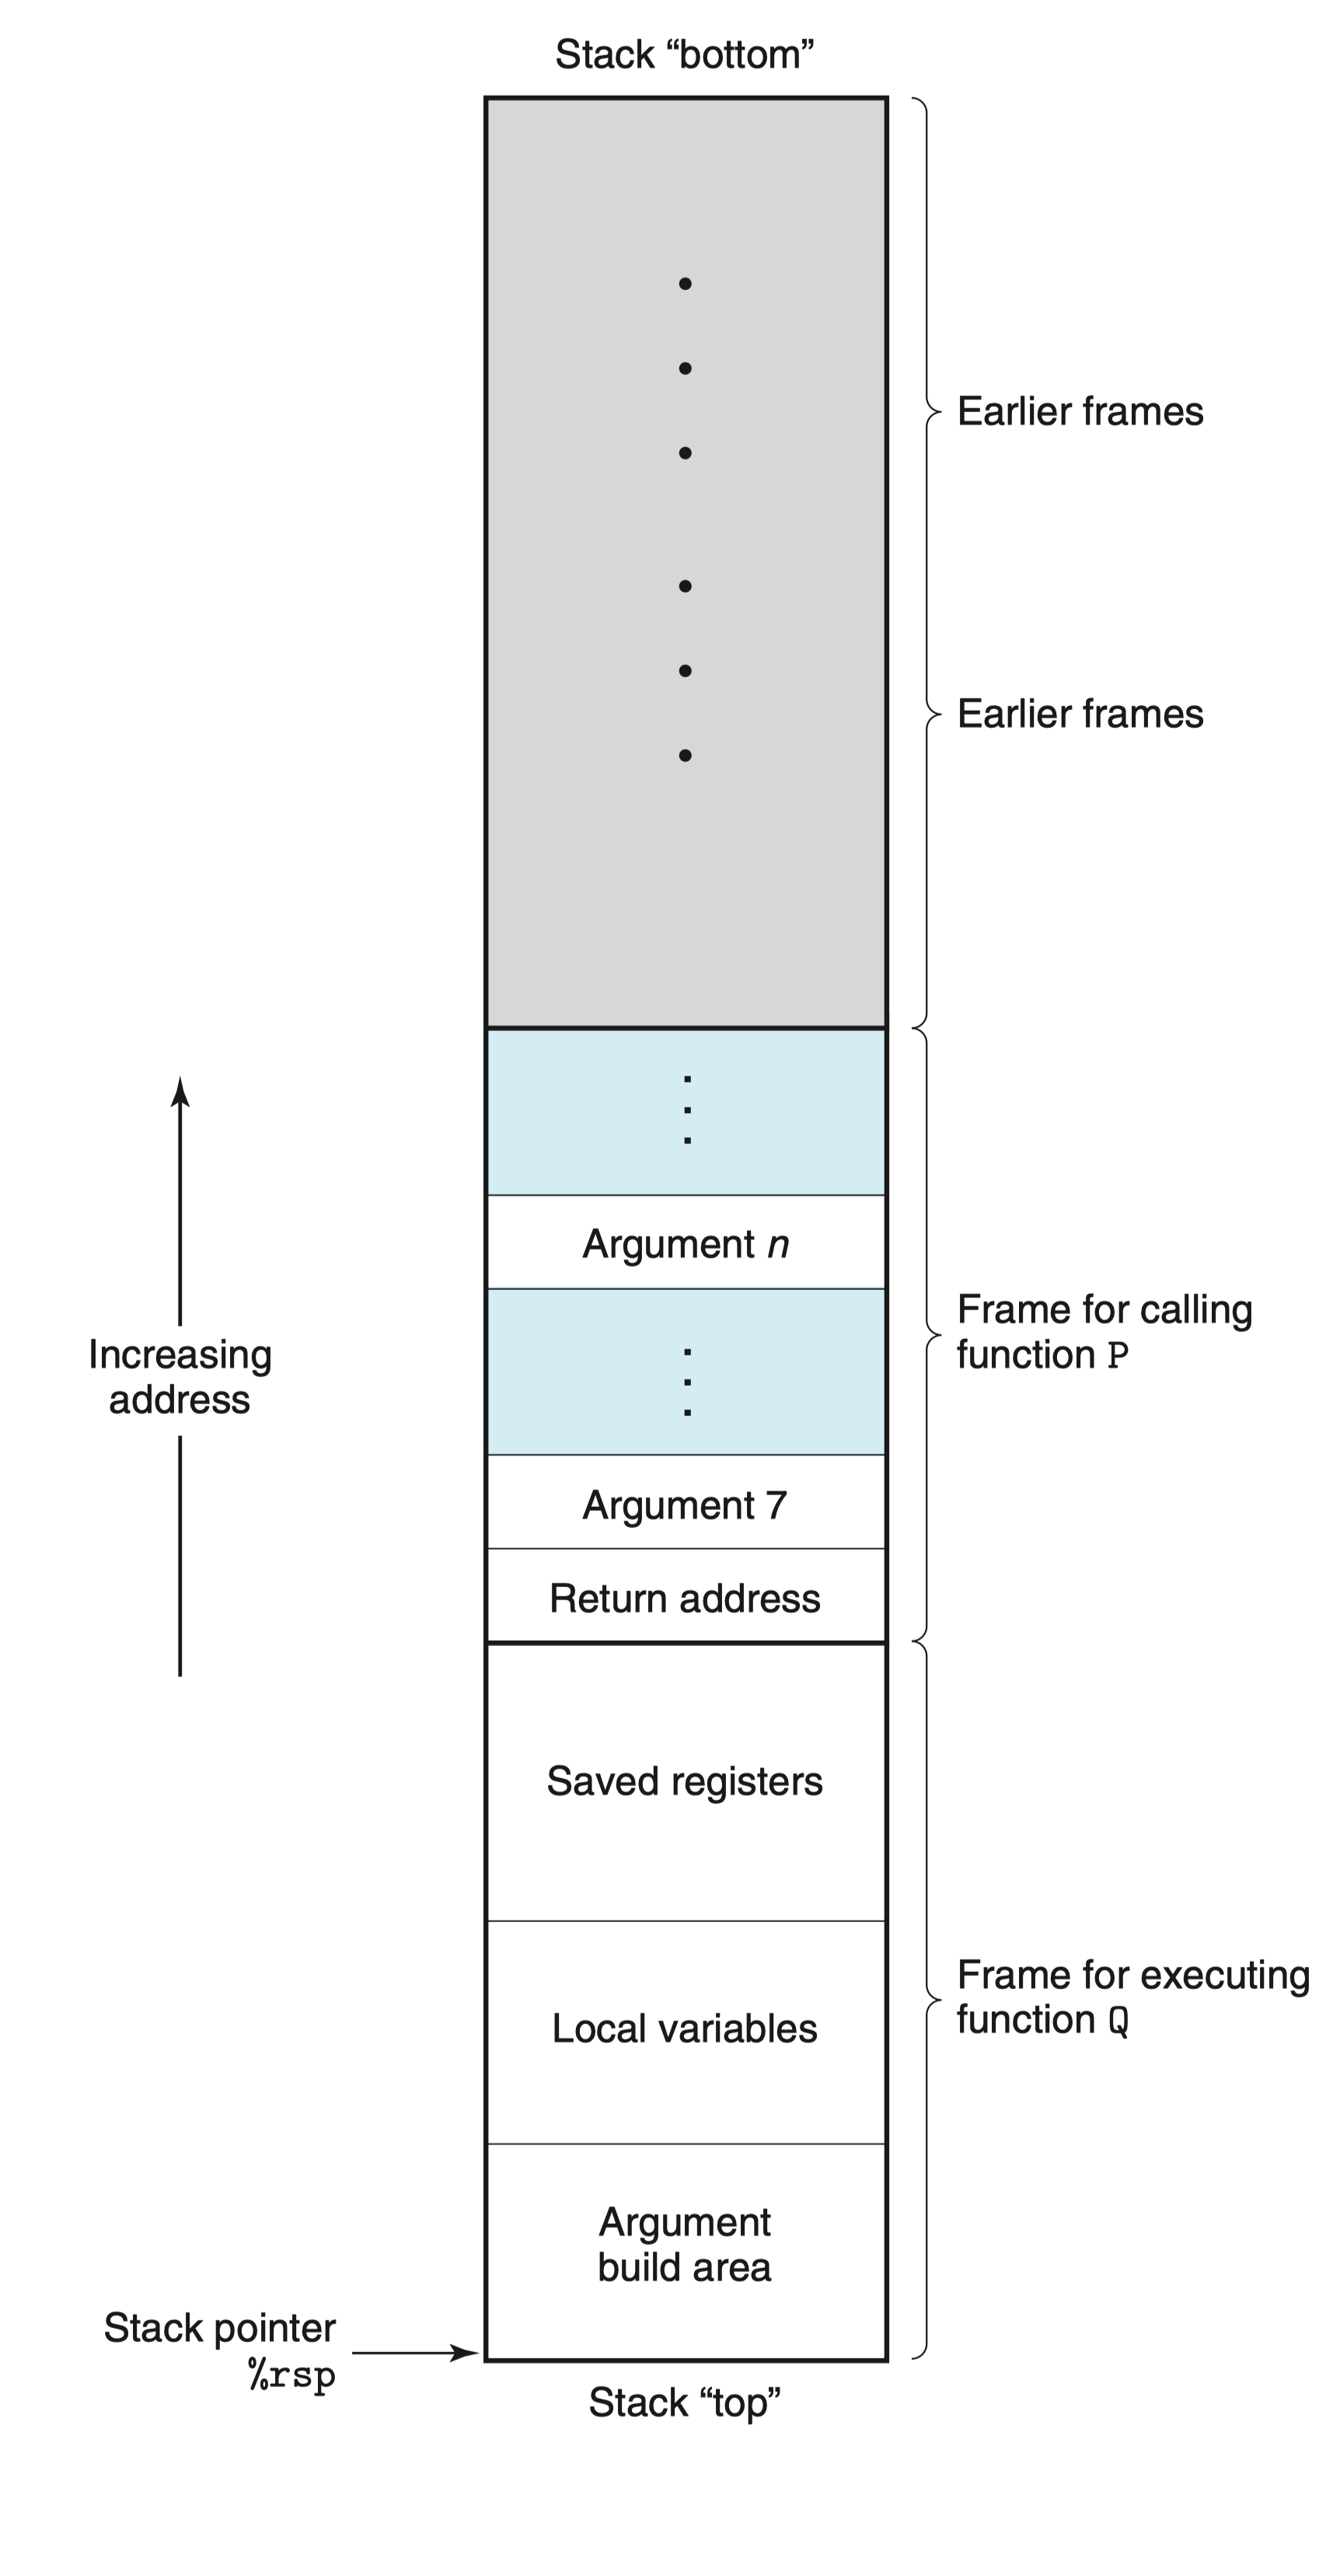 Stack “bottom”
Earlier frames
Earlier frames
Argument n
Frame for calling
function P
Increasing
address
Argument 7
Return address
Saved registers
Frame for executing
function Q
Local variables
Argument
build area
Stack pointer
%rsp
Stack “top”